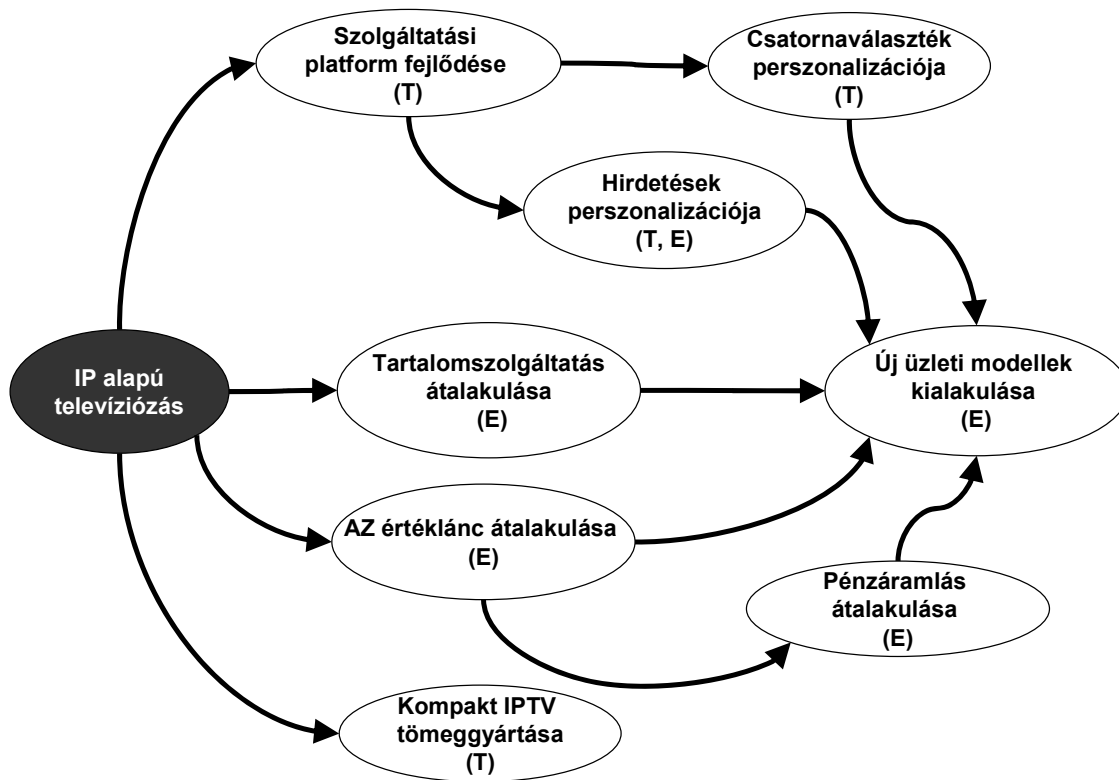 Szolgáltatási
platform fejlődése
(T)
Csatornaválaszték
perszonalizációja
(T)
Hirdetések
perszonalizációja
(T, E)
IP alapú
televíziózás
Tartalomszolgáltatás
átalakulása
(E)
Új üzleti modellek
kialakulása
(E)
AZ értéklánc átalakulása
(E)
Pénzáramlás
átalakulása
(E)
Kompakt IPTV
tömeggyártása
(T)